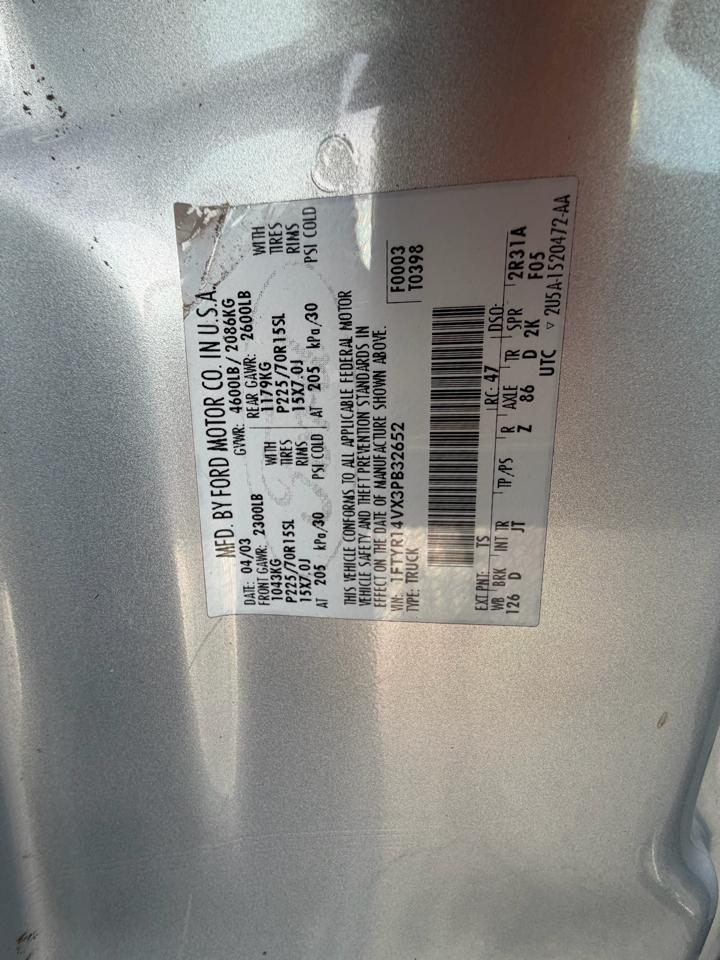 MFD. BY FORD MOTOR CO. IN U.S.A.
DATE: 04/03 GVWR: 4600LB/ 2086KG
FRONT GAWR: 2300LB REAR GAWR: 2600LB
1043KG WITH 1179KG WITH
P225/70R15SL TIRES P225/70R15SL TIRES
15X7.0J RIMS 15X7.0J RIMS
AT 205 kPa/30 PSI COLD AT 205 kPa/30 PSI COLD
THIS VEHICLE CONFORMS TO ALL APPLICABLE FEDERAL MOTOR
VEHICLE SAFETY AND THEFT PREVENTION STANDARDS IN
EFFECT ON THE DATE OF MANUFACTURE SHOWN ABOVE.
VIN: 1FTYR14VX3PB32652 F0003
TYPE: TRUCK T0398
EXT PNT: TS RC: 47 DSO:
WB BRK INT TR TP/PS R AXLE TR SPR 2R31A
126 D JT Z 86 D 2K F05
UTC ▽ 2U5A-1520472-AA